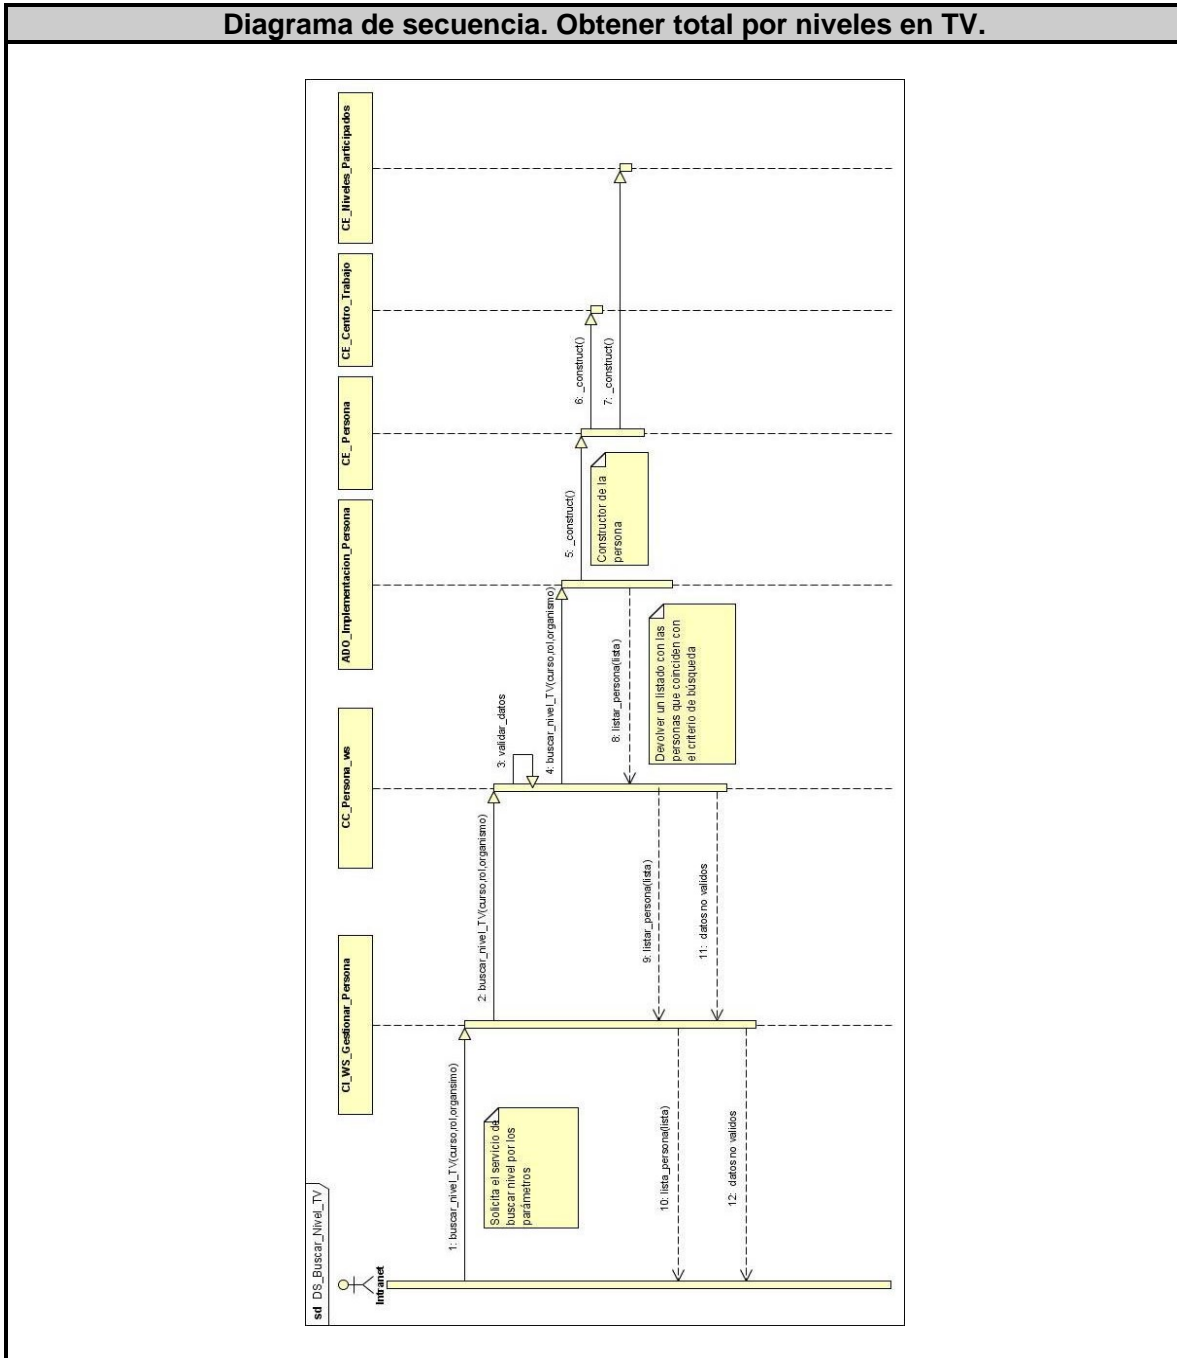 Diagrama de secuencia. Obtener total por niveles en TV.
sd DS_Buscar_Nivel_TV
Intranet
CI_WS_Gestionar_Persona
CC_Persona_ws
ADO_Implementacion_Persona
CE_Persona
CE_Centro_Trabajo
CE_Niveles_Participados
1: buscar_nivel_TV(curso,rol,organsimo)
Solicita el servicio de
buscar nivel por los
parámetros
2: buscar_nivel_TV(curso,rol,organismo)
3: validar_datos
4: buscar_nivel_TV(curso,rol,organismo)
5: _construct()
Constructor de la
persona
6: _construct()
7: _construct()
8: listar_persona(lista)
Devolver un listado con las
personas que coinciden con
el criterio de búsqueda
9: listar_persona(lista)
10: lista_persona(lista)
11: datos no validos
12: datos no validos